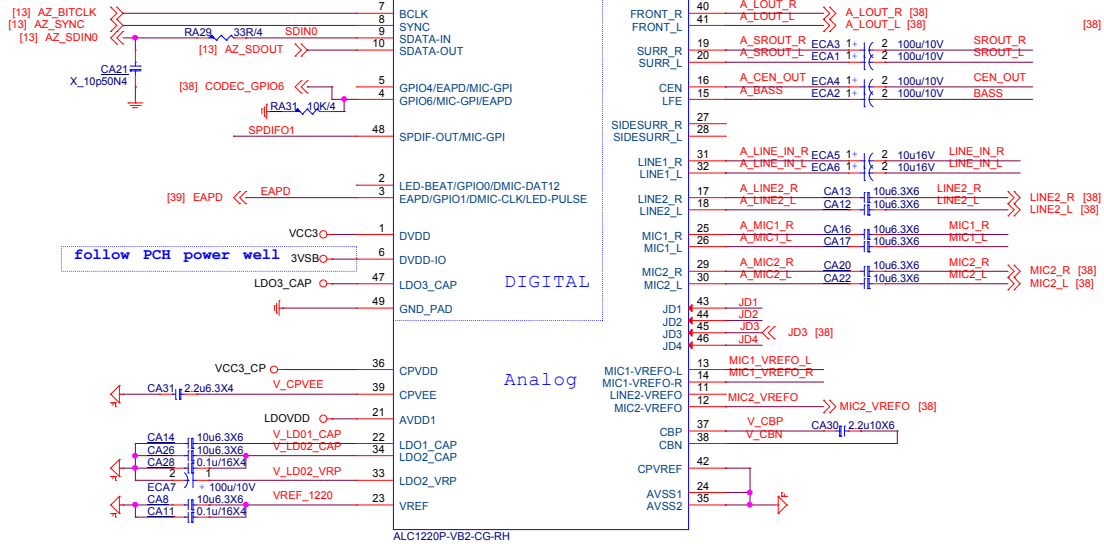 [13] AZ_BITCLK 7 BCLK
[13] AZ_SYNC 8 SYNC
[13] AZ_SDIN0 RA29 33R/4 SDIN0 9 SDATA-IN
[13] AZ_SDOUT 10 SDATA-OUT
CA21
X_10p50N4
[38] CODEC_GPIO6 5 GPIO4/EAPD/MIC-GPI
4 GPIO6/MIC-GPI/EAPD
RA31 10K/4
SPDIFO1 48 SPDIF-OUT/MIC-GPI
2 LED-BEAT/GPIO0/DMIC-DAT12
[39] EAPD EAPD 3 EAPD/GPIO1/DMIC-CLK/LED-PULSE
VCC3 1 DVDD
follow PCH power well 3VSB 6 DVDD-IO
LDO3_CAP 47 LDO3_CAP
49 GND_PAD
DIGITAL
VCC3_CP 36 CPVDD
CA31 2.2u6.3X4 V_CPVEE 39 CPVEE
Analog
LDOVDD 21 AVDD1
CA14 10u6.3X6 V_LD01_CAP 22 LDO1_CAP
CA26 10u6.3X6 V_LD02_CAP 34 LDO2_CAP
CA28 0.1u/16X4
2 1 V_LD02_VRP 33 LDO2_VRP
ECA7 + 100u/10V
CA8 10u6.3X6 VREF_1220 23 VREF
CA11 0.1u/16X4
ALC1220P-VB2-CG-RH
FRONT_R 40 A_LOUT_R A_LOUT_R [38]
FRONT_L 41 A_LOUT_L A_LOUT_L [38] [38]
SURR_R 19 A_SROUT_R ECA3 1 + 2 100u/10V SROUT_R
SURR_L 20 A_SROUT_L ECA1 1 + 2 100u/10V SROUT_L
CEN 16 A_CEN_OUT ECA4 1 + 2 100u/10V CEN_OUT
LFE 15 A_BASS ECA2 1 + 2 100u/10V BASS
SIDESURR_R 27
SIDESURR_L 28
LINE1_R 31 A_LINE_IN_R ECA5 1 + 2 10u16V LINE_IN_R
LINE1_L 32 A_LINE_IN_L ECA6 1 + 2 10u16V LINE_IN_L
LINE2_R 17 A_LINE2_R CA13 10u6.3X6 LINE2_R LINE2_R [38]
LINE2_L 18 A_LINE2_L CA12 10u6.3X6 LINE2_L LINE2_L [38]
MIC1_R 25 A_MIC1_R CA16 10u6.3X6 MIC1_R
MIC1_L 26 A_MIC1_L CA17 10u6.3X6 MIC1_L
MIC2_R 29 A_MIC2_R CA20 10u6.3X6 MIC2_R MIC2_R [38]
MIC2_L 30 A_MIC2_L CA22 10u6.3X6 MIC2_L MIC2_L [38]
JD1 43 JD1
JD2 44 JD2
JD3 45 JD3 JD3 [38]
JD4 46 JD4
MIC1-VREFO-L 13 MIC1_VREFO_L
MIC1-VREFO-R 14 MIC1_VREFO_R
LINE2-VREFO 11
MIC2-VREFO 12 MIC2_VREFO MIC2_VREFO [38]
CBP 37 V_CBP CA30 2.2u10X6
CBN 38 V_CBN
CPVREF 42
AVSS1 24
AVSS2 35